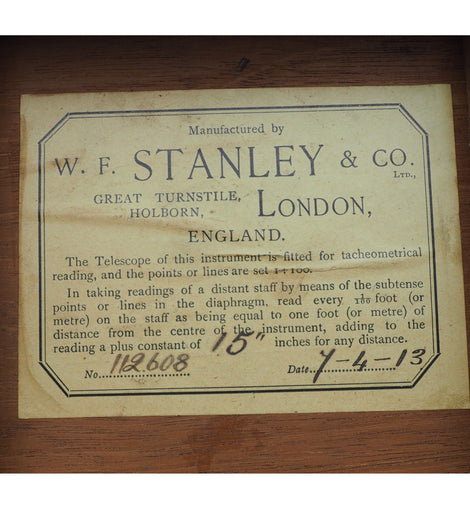 Manufactured by
W. F. STANLEY & CO. LTD.,
GREAT TURNSTILE,
HOLBORN, LONDON,
ENGLAND.
The Telescope of this instrument is fitted for tacheometrical
reading, and the points or lines are set 1÷100.
In taking readings of a distant staff by means of the subtense
points or lines in the diaphragm, read every 1/100 foot (or
metre) on the staff as being equal to one foot (or metre) of
distance from the centre of the instrument, adding to the
reading a plus constant of 15" inches for any distance.
No. 112608 Date. 7-4-13